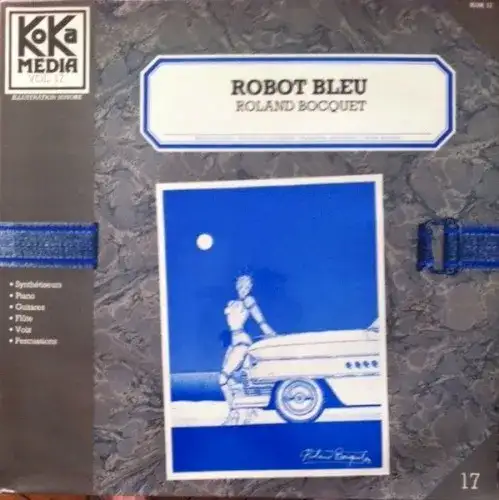 KOKA
MEDIA
VOL. 17
ILLUSTRATION SONORE
ROBOT BLEU
ROLAND BOCQUET
• Synthétiseurs
• Piano
• Guitares
• Flûte
• Voix
• Percussions
Roland Bocquet
17